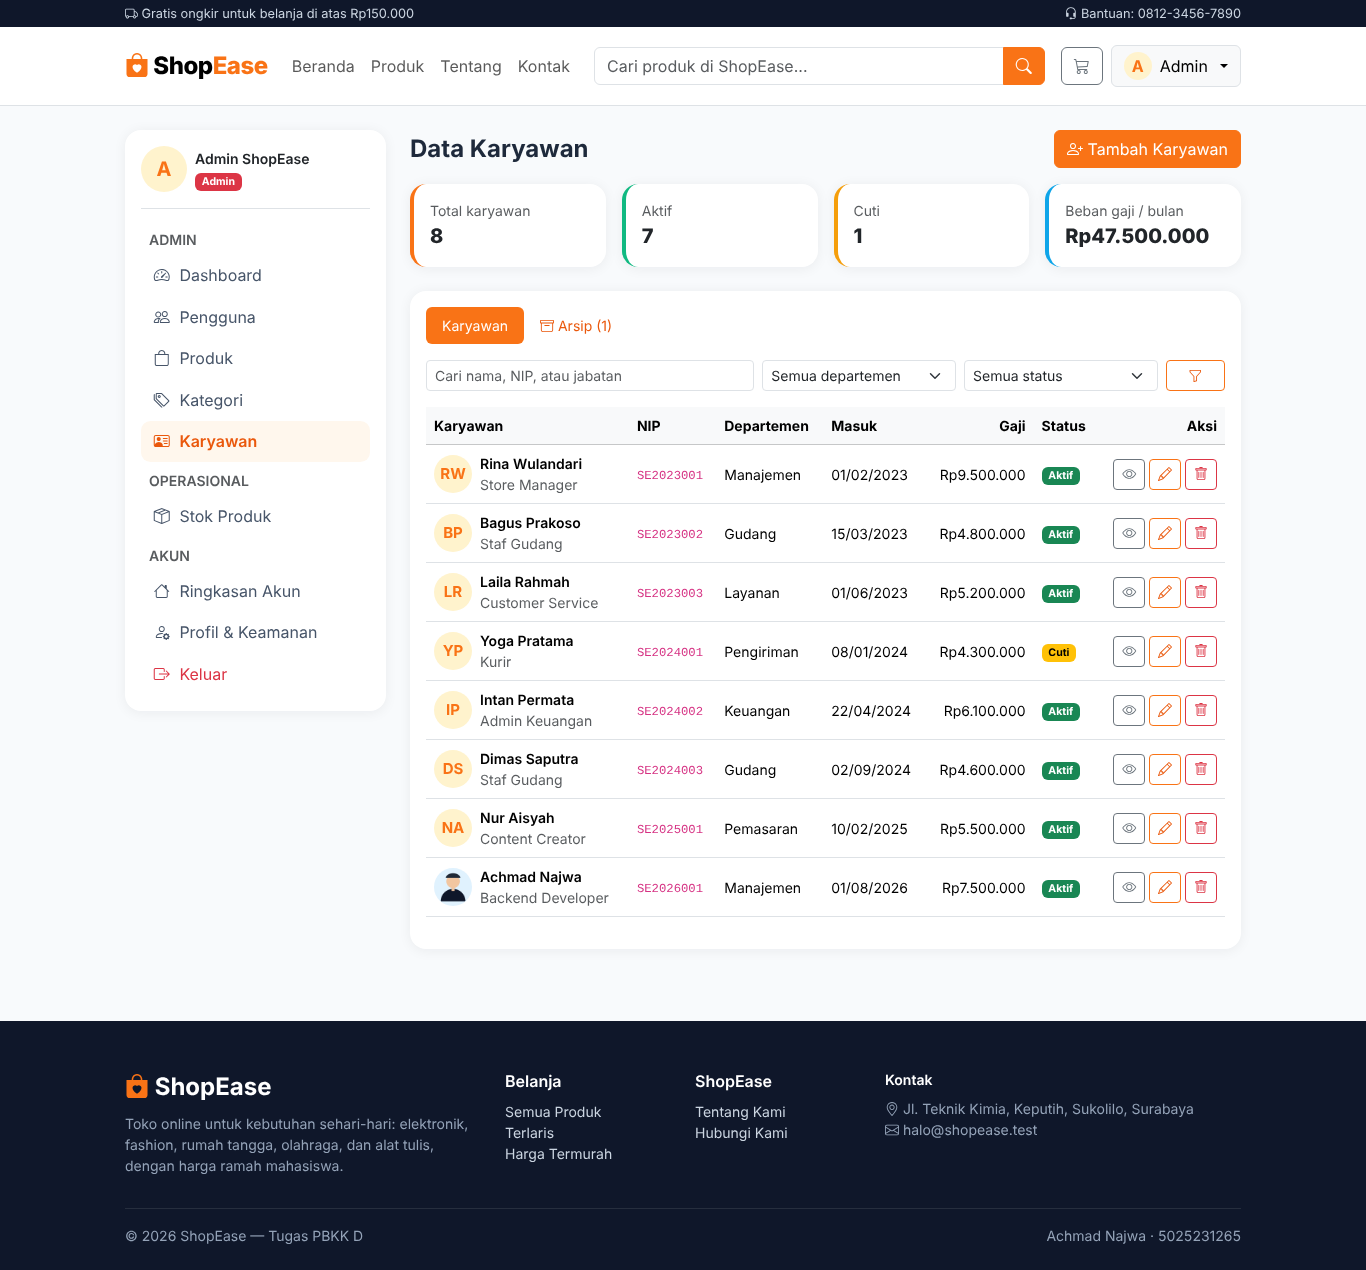 Gratis ongkir untuk belanja di atas Rp150.000
Bantuan: 0812-3456-7890
ShopEase
Beranda Produk Tentang Kontak
Cari produk di ShopEase...
A Admin
A
Admin ShopEase
Admin
ADMIN
Dashboard
Pengguna
Produk
Kategori
Karyawan
OPERASIONAL
Stok Produk
AKUN
Ringkasan Akun
Profil & Keamanan
Keluar
Data Karyawan
Tambah Karyawan
Total karyawan
8
Aktif
7
Cuti
1
Beban gaji / bulan
Rp47.500.000
Karyawan Arsip (1)
Cari nama, NIP, atau jabatan Semua departemen Semua status
Karyawan NIP Departemen Masuk Gaji Status Aksi
RW Rina Wulandari
Store Manager
SE2023001 Manajemen 01/02/2023 Rp9.500.000 Aktif
BP Bagus Prakoso
Staf Gudang
SE2023002 Gudang 15/03/2023 Rp4.800.000 Aktif
LR Laila Rahmah
Customer Service
SE2023003 Layanan 01/06/2023 Rp5.200.000 Aktif
YP Yoga Pratama
Kurir
SE2024001 Pengiriman 08/01/2024 Rp4.300.000 Cuti
IP Intan Permata
Admin Keuangan
SE2024002 Keuangan 22/04/2024 Rp6.100.000 Aktif
DS Dimas Saputra
Staf Gudang
SE2024003 Gudang 02/09/2024 Rp4.600.000 Aktif
NA Nur Aisyah
Content Creator
SE2025001 Pemasaran 10/02/2025 Rp5.500.000 Aktif
Achmad Najwa
Backend Developer
SE2026001 Manajemen 01/08/2026 Rp7.500.000 Aktif
ShopEase
Toko online untuk kebutuhan sehari-hari: elektronik,
fashion, rumah tangga, olahraga, dan alat tulis,
dengan harga ramah mahasiswa.
Belanja
Semua Produk
Terlaris
Harga Termurah
ShopEase
Tentang Kami
Hubungi Kami
Kontak
Jl. Teknik Kimia, Keputih, Sukolilo, Surabaya
halo@shopease.test
© 2026 ShopEase — Tugas PBKK D
Achmad Najwa · 5025231265